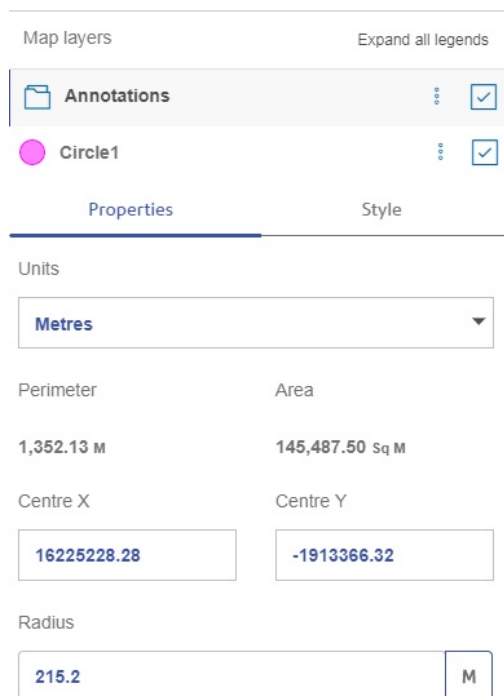 Map layers Expand all legends
Annotations
Circle1
Properties Style
Units
Metres
Perimeter Area
1,352.13 M 145,487.50 Sq M
Centre X Centre Y
16225228.28 -1913366.32
Radius
215.2 M